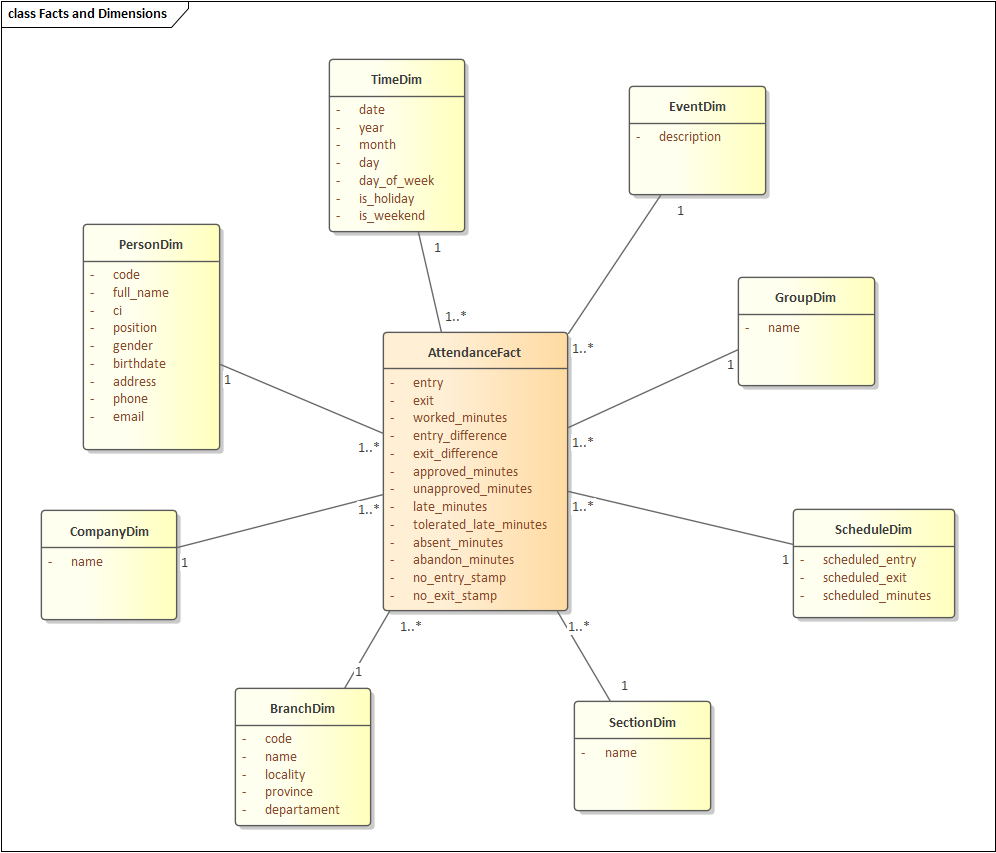 class Facts and Dimensions
TimeDim
- date
- year
- month
- day
- day_of_week
- is_holiday
- is_weekend
1
1..*
EventDim
- description
1
1..*
PersonDim
- code
- full_name
- ci
- position
- gender
- birthdate
- address
- phone
- email
1
1..*
GroupDim
- name
1
1..*
AttendanceFact
- entry
- exit
- worked_minutes
- entry_difference
- exit_difference
- approved_minutes
- unapproved_minutes
- late_minutes
- tolerated_late_minutes
- absent_minutes
- abandon_minutes
- no_entry_stamp
- no_exit_stamp
CompanyDim
- name
1
1..*
ScheduleDim
- scheduled_entry
- scheduled_exit
- scheduled_minutes
1
1..*
BranchDim
- code
- name
- locality
- province
- departament
1
1..*
SectionDim
- name
1
1..*